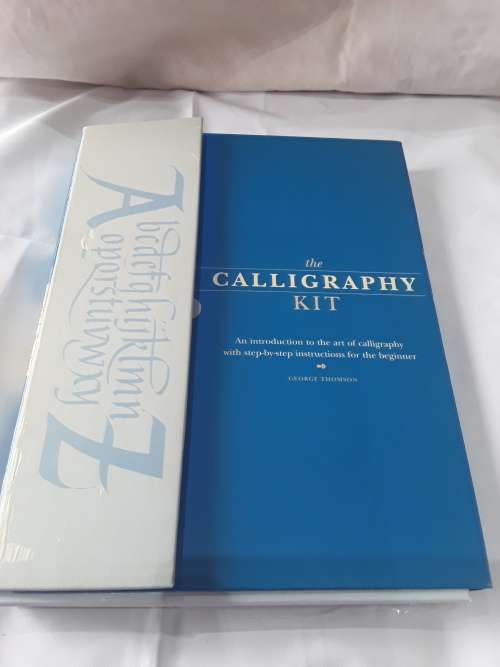 A bcdefghijklmn
opqrstuvwxy Z
the
CALLIGRAPHY
KIT
An introduction to the art of calligraphy
with step-by-step instructions for the beginner
GEORGE THOMSON